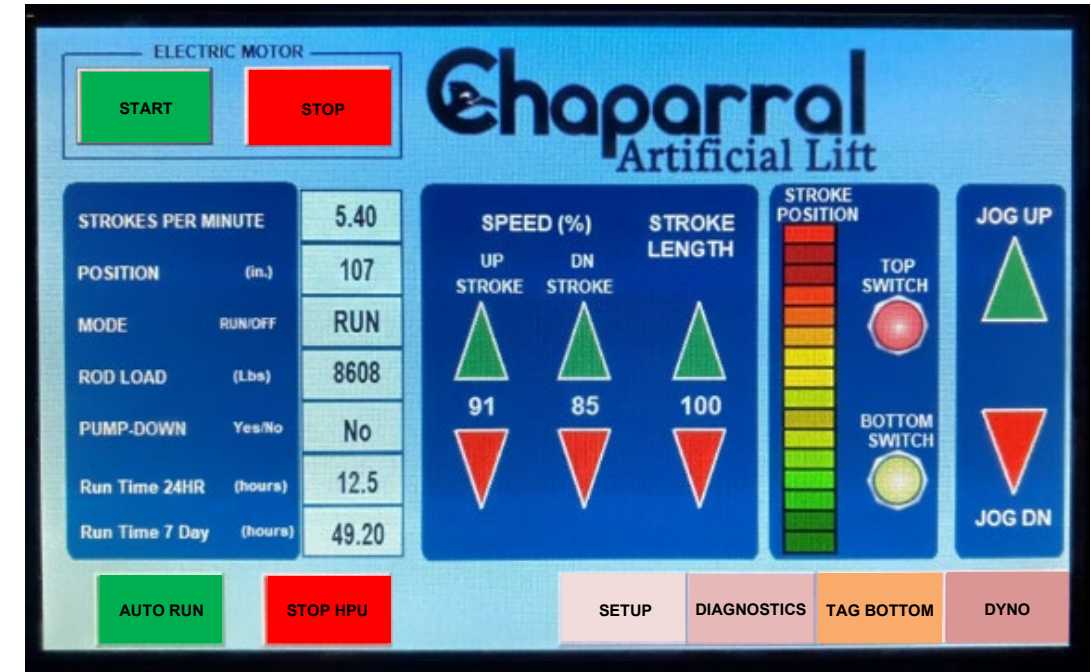 ELECTRIC MOTOR
START
STOP
Chaparral
Artificial Lift
STROKES PER MINUTE 5.40
POSITION (in.) 107
MODE RUN/OFF RUN
ROD LOAD (Lbs) 8608
PUMP-DOWN Yes/No No
Run Time 24HR (hours) 12.5
Run Time 7 Day (hours) 49.20
SPEED (%)
UP
STROKE
DN
STROKE
STROKE
LENGTH
91 85 100
STROKE
POSITION
TOP
SWITCH
BOTTOM
SWITCH
JOG UP
JOG DN
AUTO RUN
STOP HPU
SETUP
DIAGNOSTICS
TAG BOTTOM
DYNO